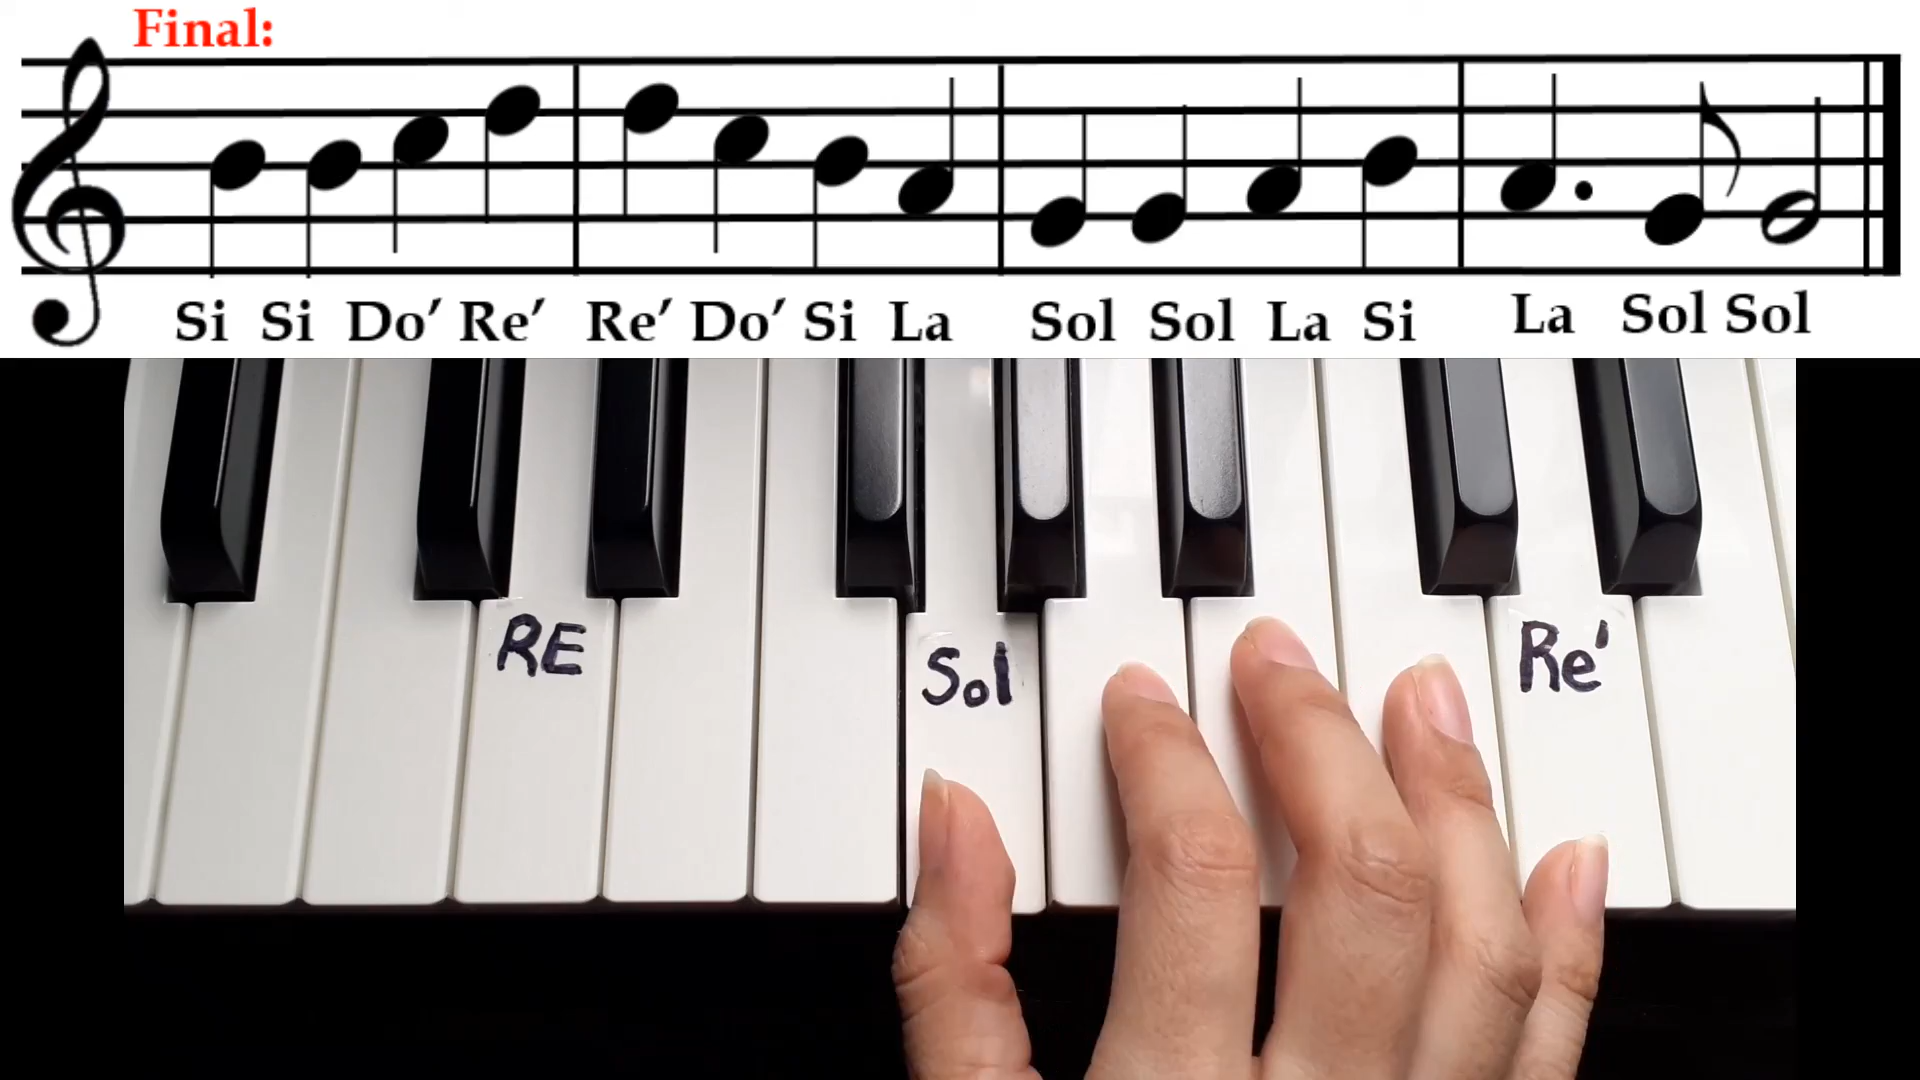 Final:
Si Si Do’ Re’ Re’ Do’ Si La Sol Sol La Si La Sol Sol
RE
Sol
Re'